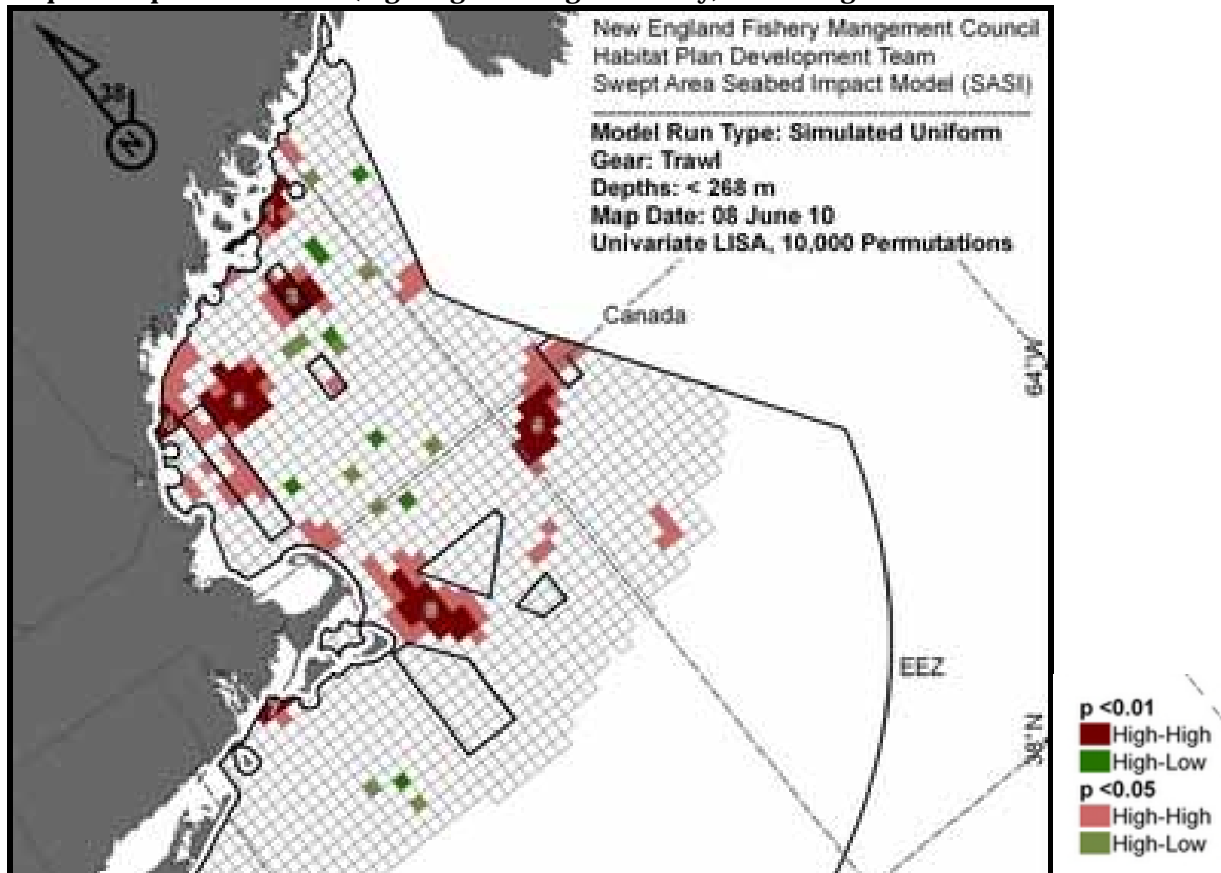 New England Fishery Mangement Council
Habitat Plan Development Team
Swept Area Seabed Impact Model (SASI)
Model Run Type: Simulated Uniform
Gear: Trawl
Depths: < 268 m
Map Date: 08 June 10
Univariate LISA, 10,000 Permutations
38
N
Canada
64°W
EEZ
38°N
p <0.01
High-High
High-Low
p <0.05
High-High
High-Low